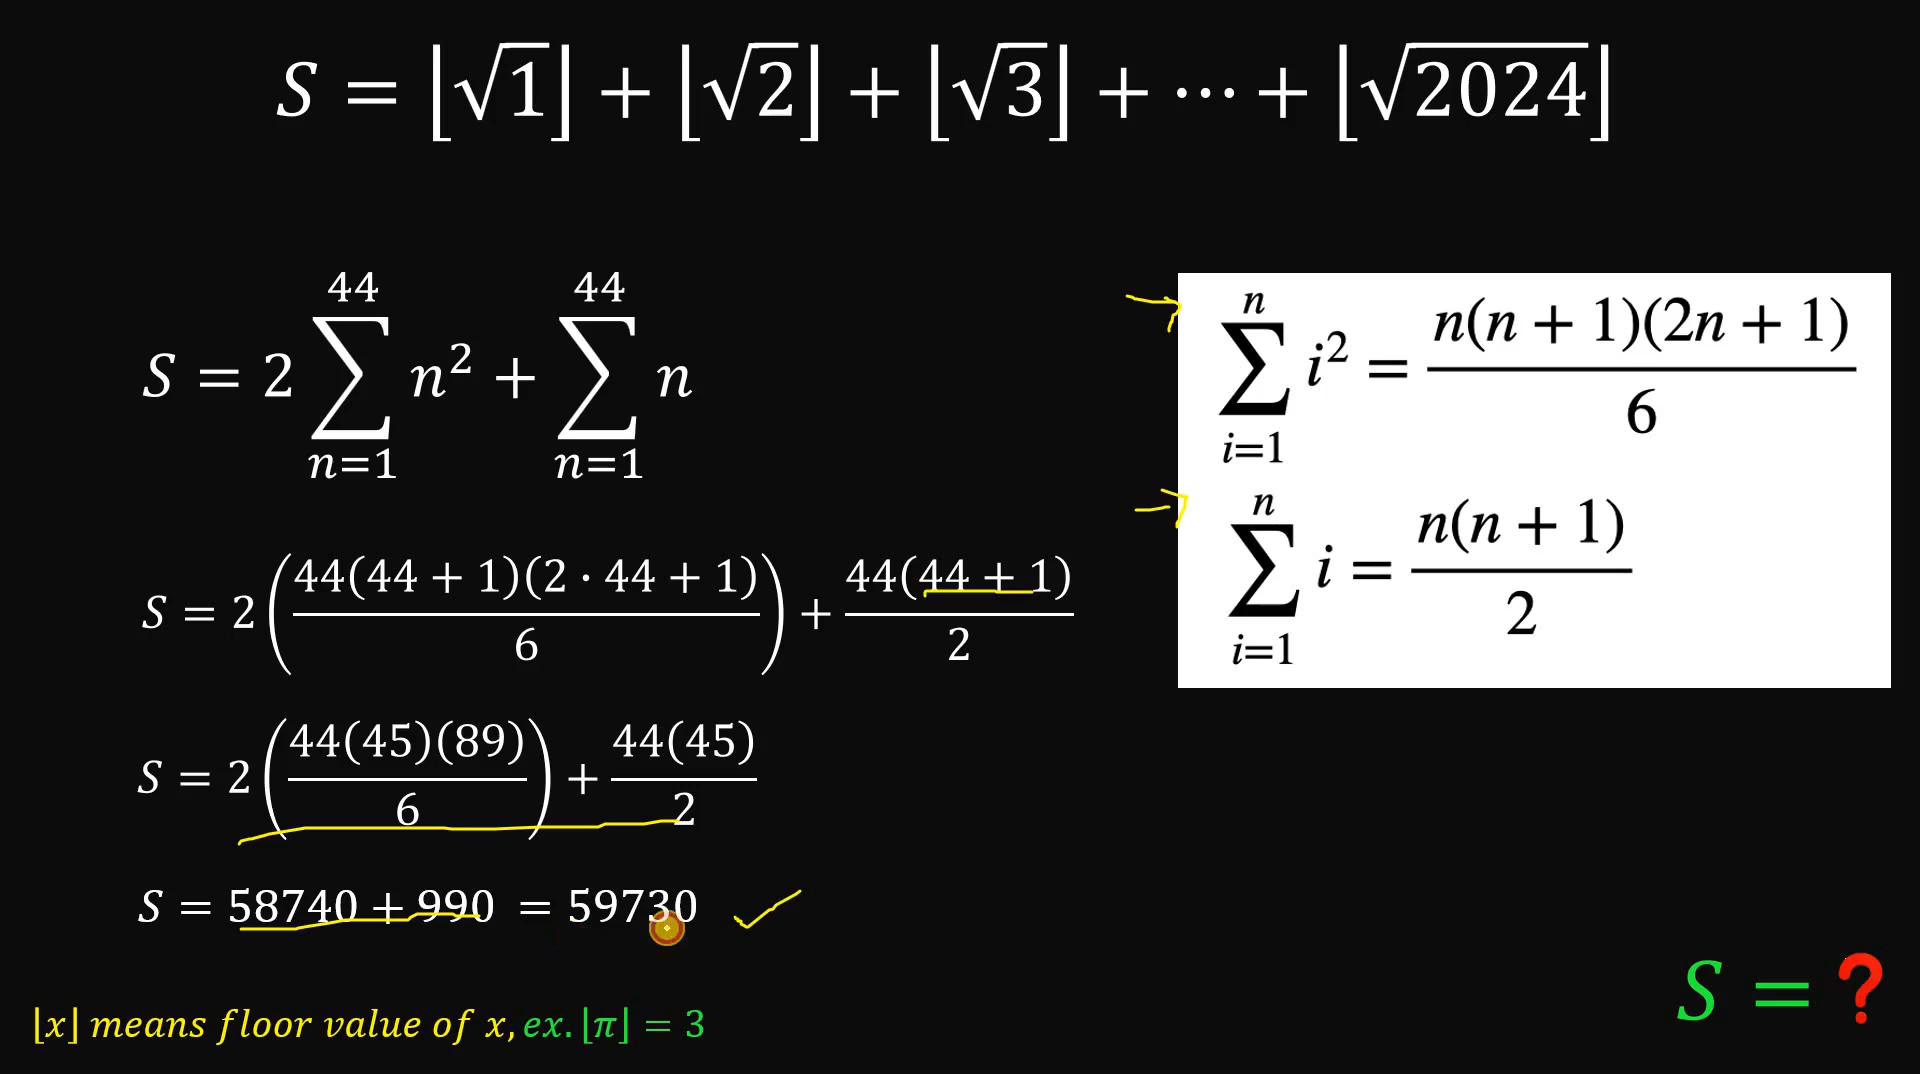 S = ⌊√1⌋ + ⌊√2⌋ + ⌊√3⌋ + ⋯ + ⌊√2024⌋
S = 2 ∑_{n=1}^{44} n² + ∑_{n=1}^{44} n
S = 2 (44(44 + 1)(2 · 44 + 1) / 6) + 44(44 + 1) / 2
S = 2 (44(45)(89) / 6) + 44(45) / 2
S = 58740 + 990 = 59730
⌊x⌋ means floor value of x, ex. ⌊π⌋ = 3
∑_{i=1}^{n} i² = n(n + 1)(2n + 1) / 6
∑_{i=1}^{n} i = n(n + 1) / 2
S = ?